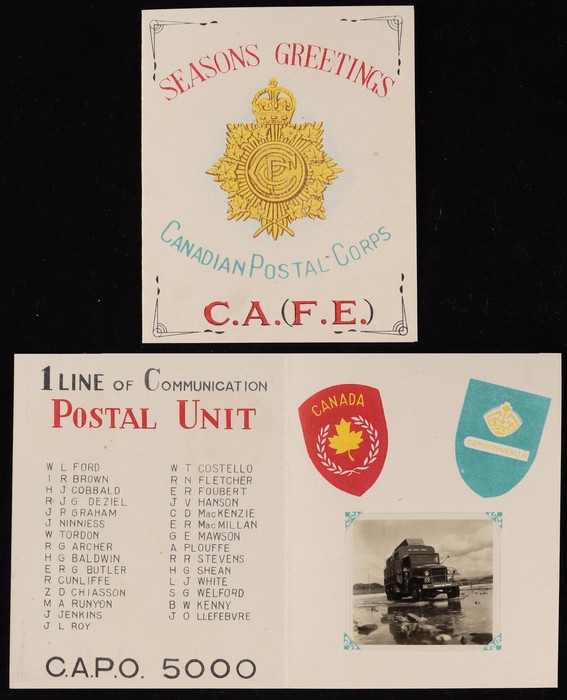 SEASONS GREETINGS
CPC
CANADIAN POSTAL CORPS
C.A.(F.E.)
1 LINE OF COMMUNICATION
POSTAL UNIT
W L FORD
I R BROWN
H J COBBALD
R J G DEZIEL
J R GRAHAM
J NINNIESS
W TORDON
R G ARCHER
H G BALDWIN
E R G BUTLER
R CUNLIFFE
Z D CHIASSON
M A RUNYON
J JENKINS
J L ROY
W T COSTELLO
R N FLETCHER
E R FOUBERT
J V HANSON
C D MacKENZIE
E R MacMILLAN
G E MAWSON
A PLOUFFE
R R STEVENS
H G SHEAN
L J WHITE
S G WELFORD
B W KENNY
J O LLEFEBVRE
C.A.P.O. 5000
CANADA
COMMONWEALTH